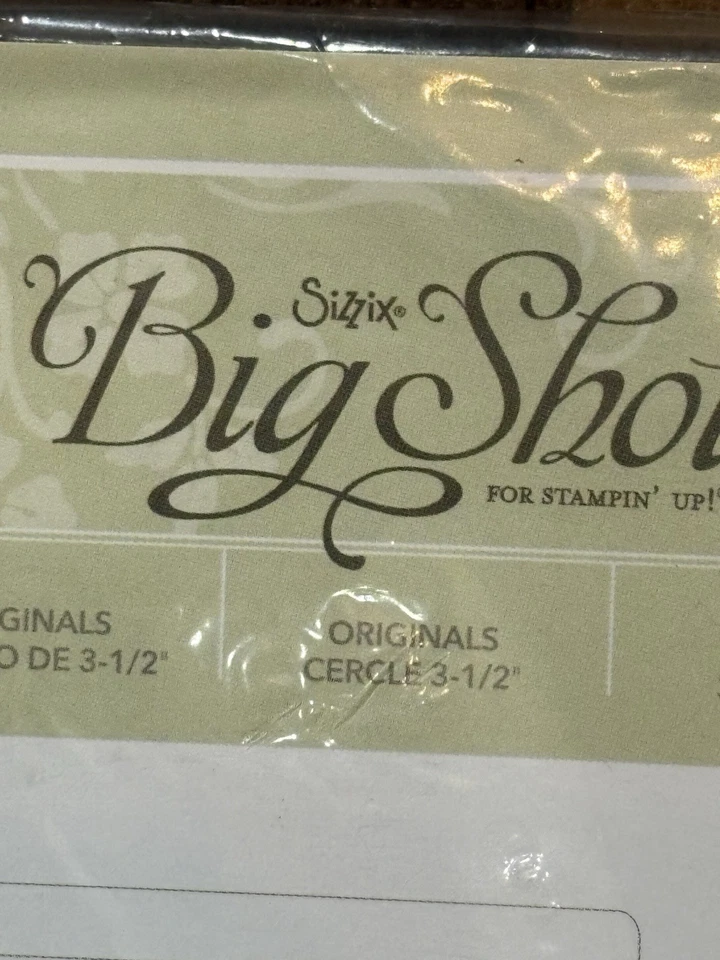 Sizzix®
Big Shot
FOR STAMPIN' UP!®
GINALS
O DE 3-1/2"
ORIGINALS
CERCLE 3-1/2"